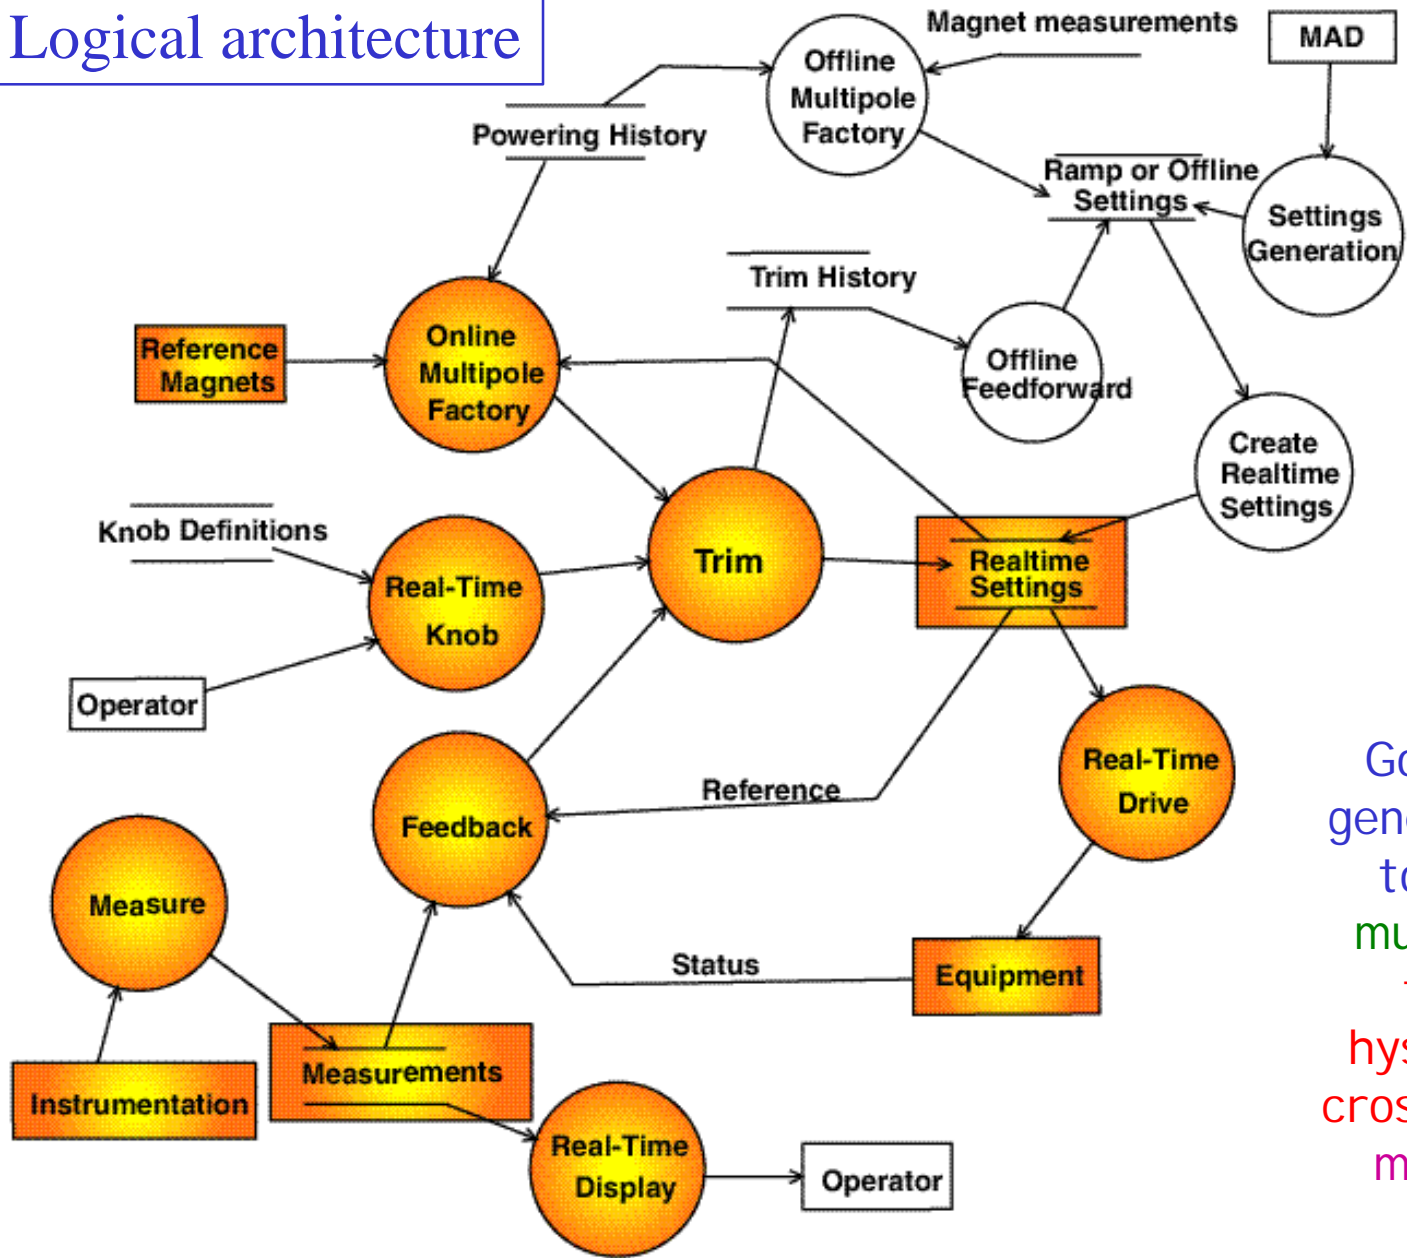 Logical architecture
Magnet measurements
MAD
Offline
Multipole
Factory
Powering History
Ramp or Offline
Settings
Settings
Generation
Trim History
Online
Multipole
Factory
Reference
Magnets
Offline
Feedforward
Create
Realtime
Settings
Knob Definitions
Real-Time
Knob
Trim
Realtime
Settings
Operator
Real-Time
Drive
Reference
Feedback
Measure
Status
Equipment
Measurements
Instrumentation
Real-Time
Display
Operator